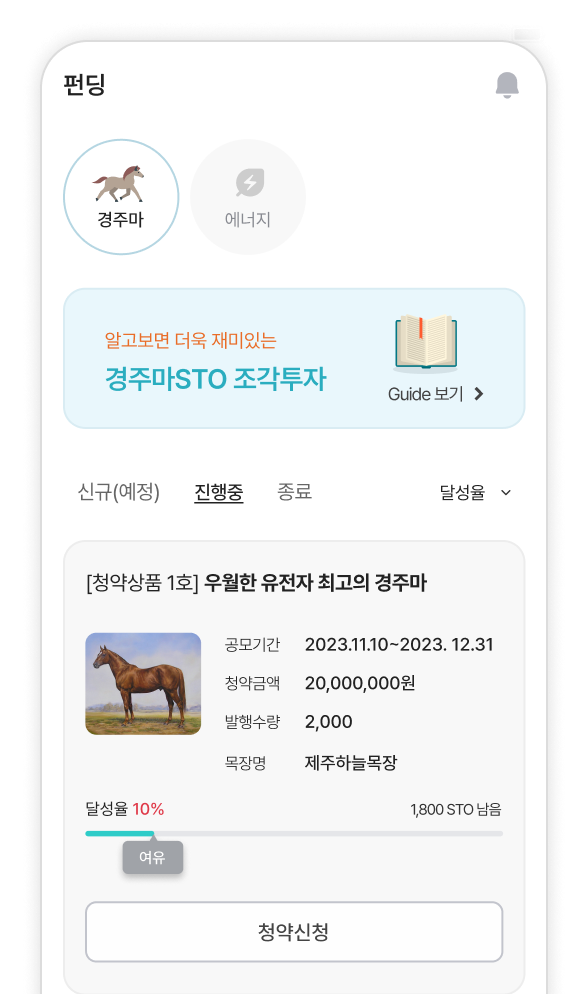 펀딩
경주마
에너지
알고보면 더욱 재미있는
경주마STO 조각투자
Guide 보기
신규(예정) 진행중 종료 달성율
[청약상품 1호] 우월한 유전자 최고의 경주마
공모기간 2023.11.10~2023. 12.31
청약금액 20,000,000원
발행수량 2,000
목장명 제주하늘목장
달성율 10% 1,800 STO 남음
여유
청약신청